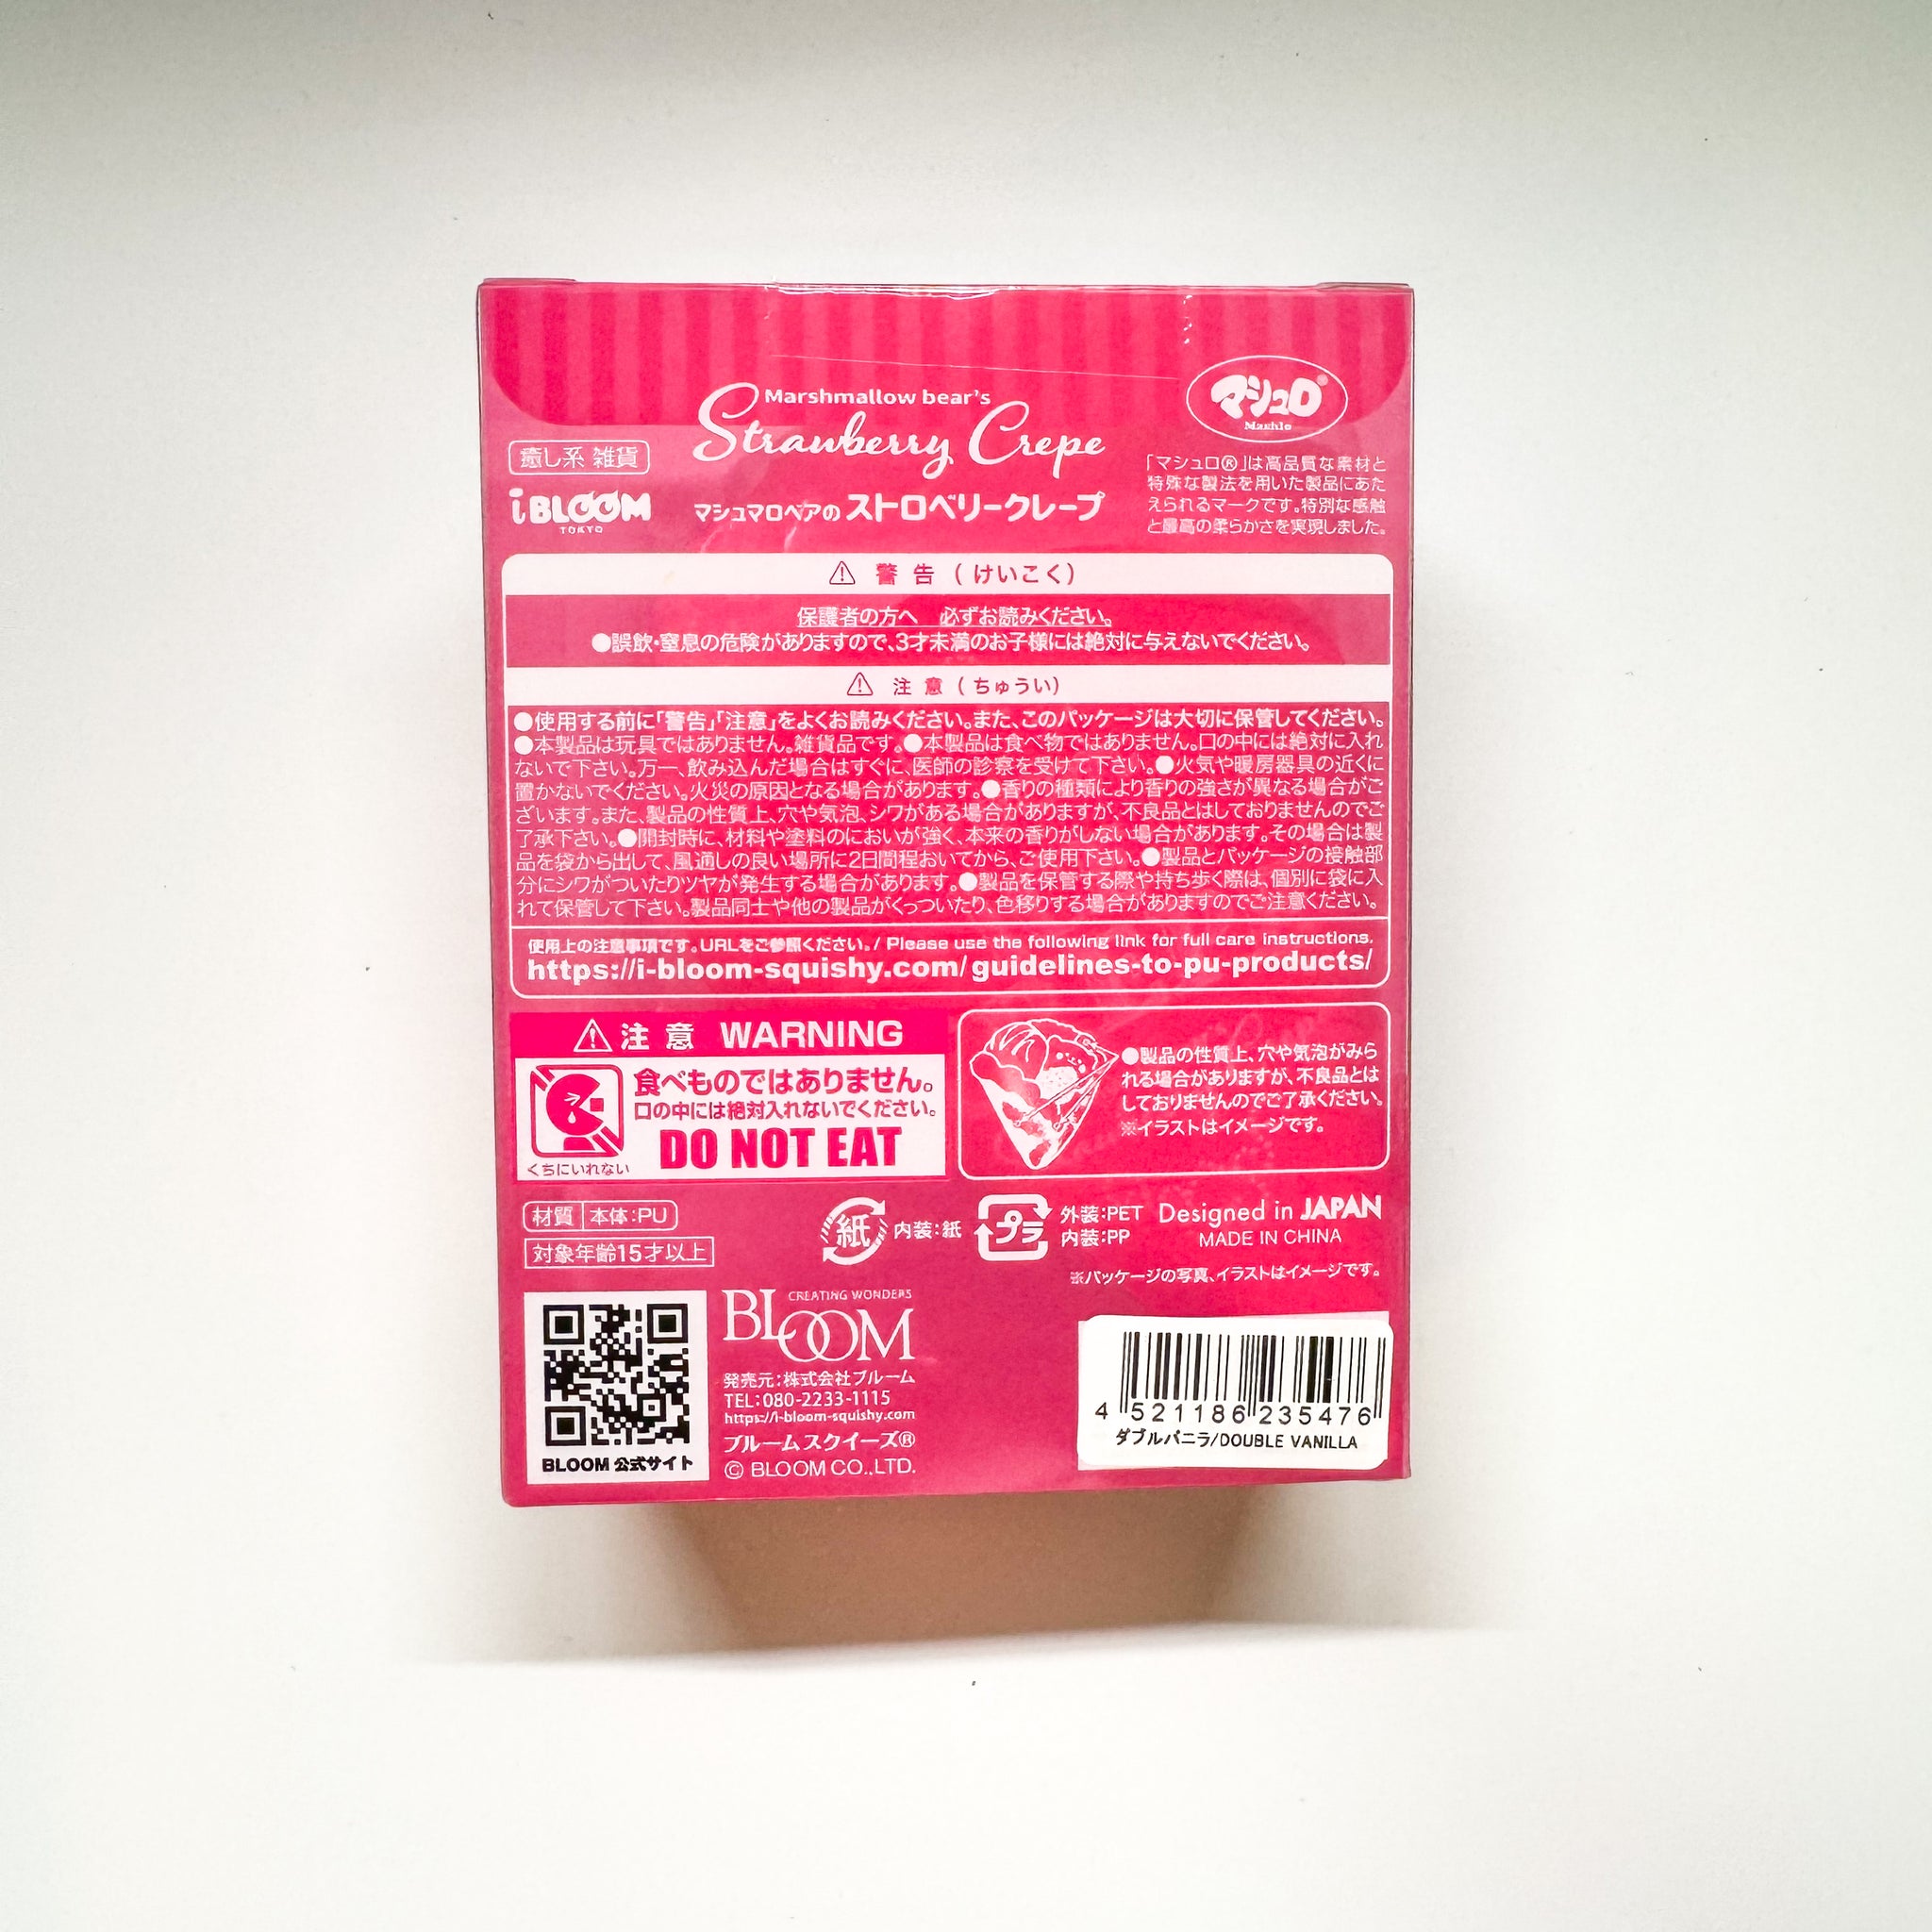 Marshmallow bear's
Strawberry Crepe
マシュマロベアの ストロベリークレープ
癒し系 雑貨
i BLOOM
TOKYO
マシュロ®
Mashlo
「マシュロ®」は高品質な素材と
特殊な製法を用いた製品にあた
えられるマークです。特別な感触
と最高の柔らかさを実現しました。
⚠ 警告(けいこく)
保護者の方へ 必ずお読みください。
●誤飲・窒息の危険がありますので、3才未満のお子様には絶対に与えないでください。
⚠ 注意(ちゅうい)
●使用する前に「警告」「注意」をよくお読みください。また、このパッケージは大切に保管してください。
●本製品は玩具ではありません。雑貨品です。●本製品は食べ物ではありません。口の中には絶対に入れ
ないで下さい。万一、飲み込んだ場合はすぐに、医師の診察を受けて下さい。●火気や暖房器具の近くに
置かないでください。火災の原因となる場合があります。●香りの種類により香りの強さが異なる場合がご
ざいます。また、製品の性質上、穴や気泡、シワがある場合がありますが、不良品とはしておりませんのでご
了承下さい。●開封時に、材料や塗料のにおいが強く、本来の香りがしない場合があります。その場合は製
品を袋から出して、風通しの良い場所に2日間程おいてから、ご使用下さい。●製品とパッケージの接触部
分にシワがついたりツヤが発生する場合があります。●製品を保管する際や持ち歩く際は、個別に袋に入
れて保管して下さい。製品同士や他の製品がくっついたり、色移りする場合がありますのでご注意ください。
使用上の注意事項です。URLをご参照ください。/ Please use the following link for full care instructions.
https://i-bloom-squishy.com/guidelines-to-pu-products/
⚠ 注意 WARNING
食べものではありません。
口の中には絶対入れないでください。
DO NOT EAT
くちにいれない
●製品の性質上、穴や気泡がみら
れる場合がありますが、不良品とは
しておりませんのでご了承ください。
※イラストはイメージです。
材質 本体:PU
対象年齢15才以上
紙 内装:紙
プラ 外装:PET
内装:PP
Designed in JAPAN
MADE IN CHINA
※パッケージの写真、イラストはイメージです。
BLOOM 公式サイト
CREATING WONDERS
BLOOM
発売元:株式会社ブルーム
TEL:080-2233-1115
https://i-bloom-squishy.com
ブルームスクイーズ®
© BLOOM CO.,LTD.
4 521186 235476
ダブルバニラ/DOUBLE VANILLA